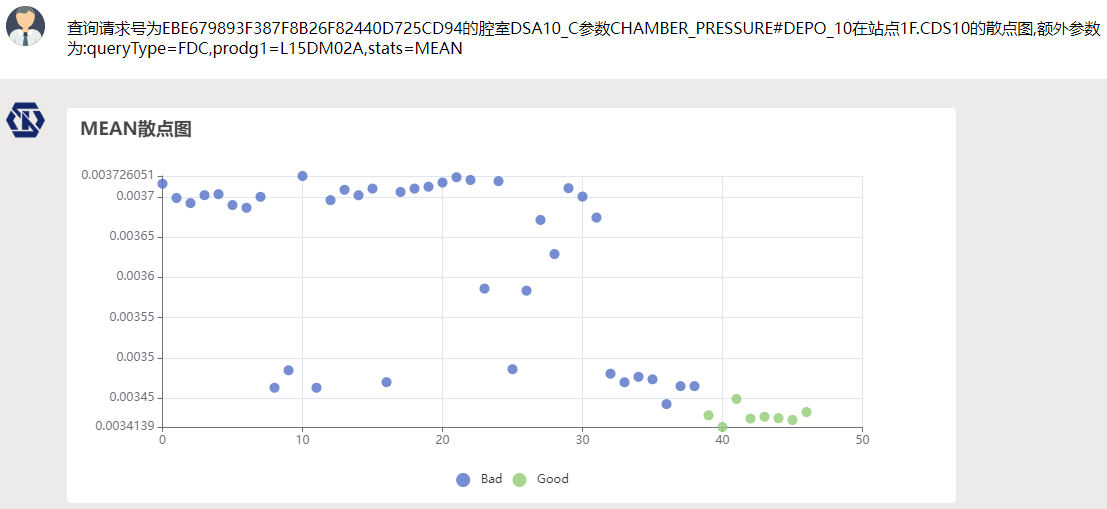 查询请求号为EBE679893F387F8B26F82440D725CD94的腔室DSA10_C参数CHAMBER_PRESSURE#DEPO_10在站点1F.CDS10的散点图,额外参数
为:queryType=FDC,prodg1=L15DM02A,stats=MEAN
MEAN散点图
0.003726051
0.0037
0.00365
0.0036
0.00355
0.0035
0.00345
0.0034139
0 10 20 30 40 50
Bad Good